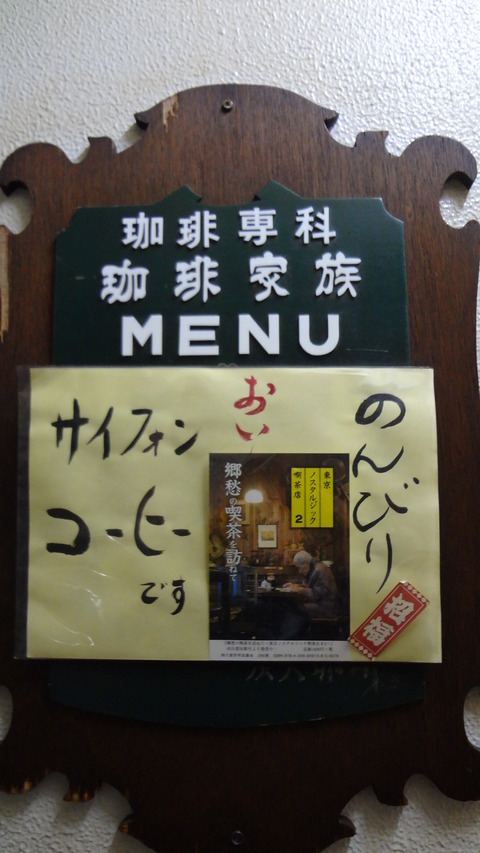 珈琲専科
珈琲家族
MENU
のんびり
おい
サイフォン
コーヒー
です
東京
ノスタルジック
喫茶店 2
郷愁の喫茶を訪ねて
招福